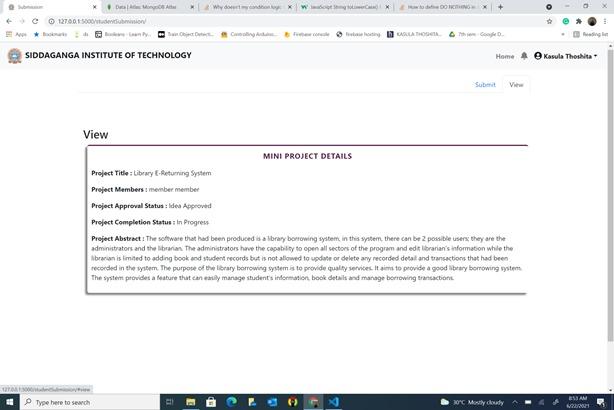 Submission
Data | Atlas: MongoDB Atlas
Why doesn't my condition logic
JavaScript String toLowerCase()
How to define DO NOTHING in
127.0.0.1:5000/studentSubmission/
Apps
Bookmarks
ds
Booleans - Learn Py...
Train Object Detecti...
Controlling Arduino...
Firebase console
firebase hosting
KASULA THOSHITA...
7th sem - Google D...
»
Reading list
SIDDAGANGA INSTITUTE OF TECHNOLOGY
Home
Kasula Thoshita
Submit
View
View
MINI PROJECT DETAILS
Project Title : Library E-Returning System
Project Members : member member
Project Approval Status : Idea Approved
Project Completion Status : In Progress
Project Abstract : The software that had been produced is a library borrowing system, in this system, there can be 2 possible users; they are the
administrators and the librarian. The administrators have the capability to open all sectors of the program and edit librarian's information while the
librarian is limited to adding book and student records but is not allowed to update or delete any recorded detail and transactions that had been
recorded in the system. The purpose of the library borrowing system is to provide quality services. It aims to provide a good library borrowing system.
The system provides a feature that can easily manage student's information, book details and manage borrowing transactions.
127.0.0.1:5000/studentSubmission/#view
Type here to search
30°C Mostly cloudy
8:53 AM
6/22/2021